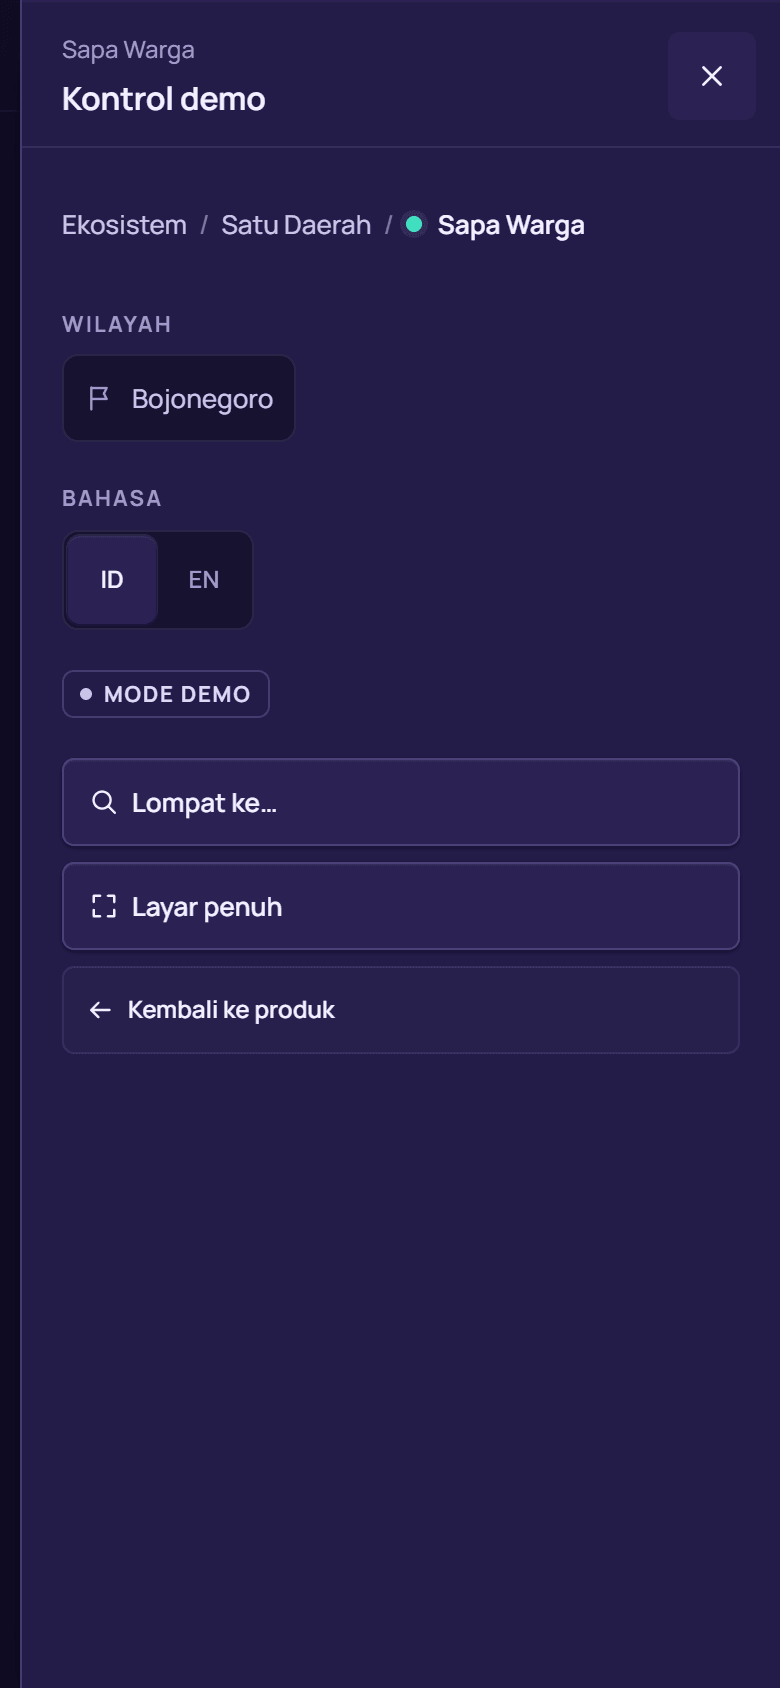 Sapa Warga
Kontrol demo
Ekosistem / Satu Daerah / Sapa Warga
WILAYAH
Bojonegoro
BAHASA
ID EN
MODE DEMO
Lompat ke…
Layar penuh
Kembali ke produk